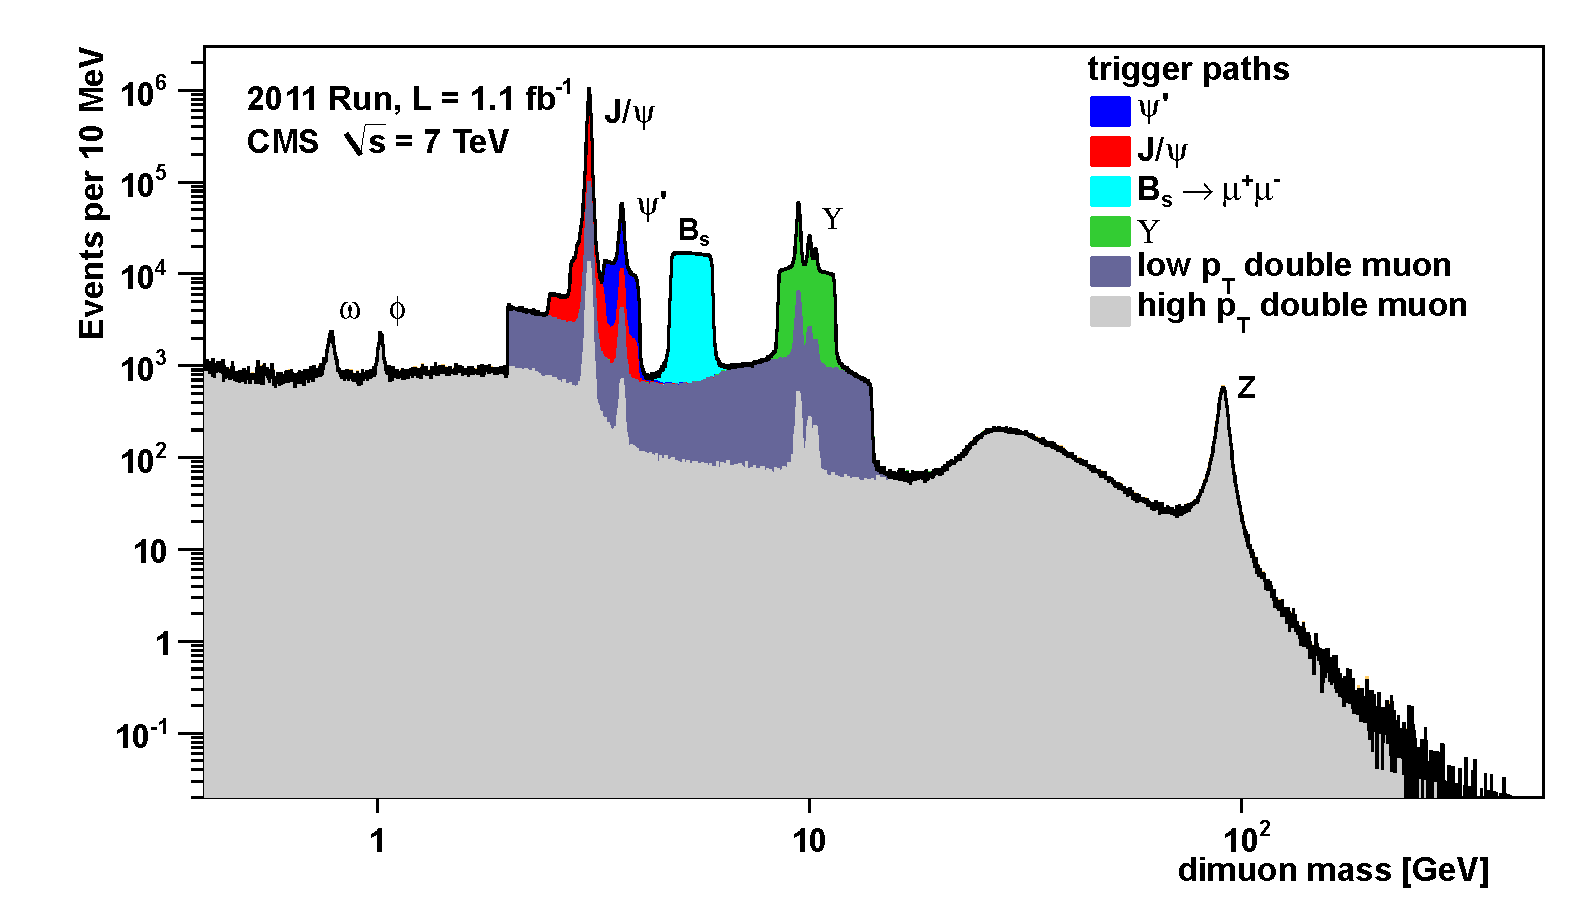 2011 Run, L = 1.1 fb⁻¹
CMS √s = 7 TeV
trigger paths
ψ'
J/ψ
Bₛ → μ⁺μ⁻
Υ
low p_T double muon
high p_T double muon
J/ψ
ψ'
Bₛ
Υ
ω
ϕ
Z
Events per 10 MeV
10⁶
10⁵
10⁴
10³
10²
10
1
10⁻¹
1
10
10²
dimuon mass [GeV]